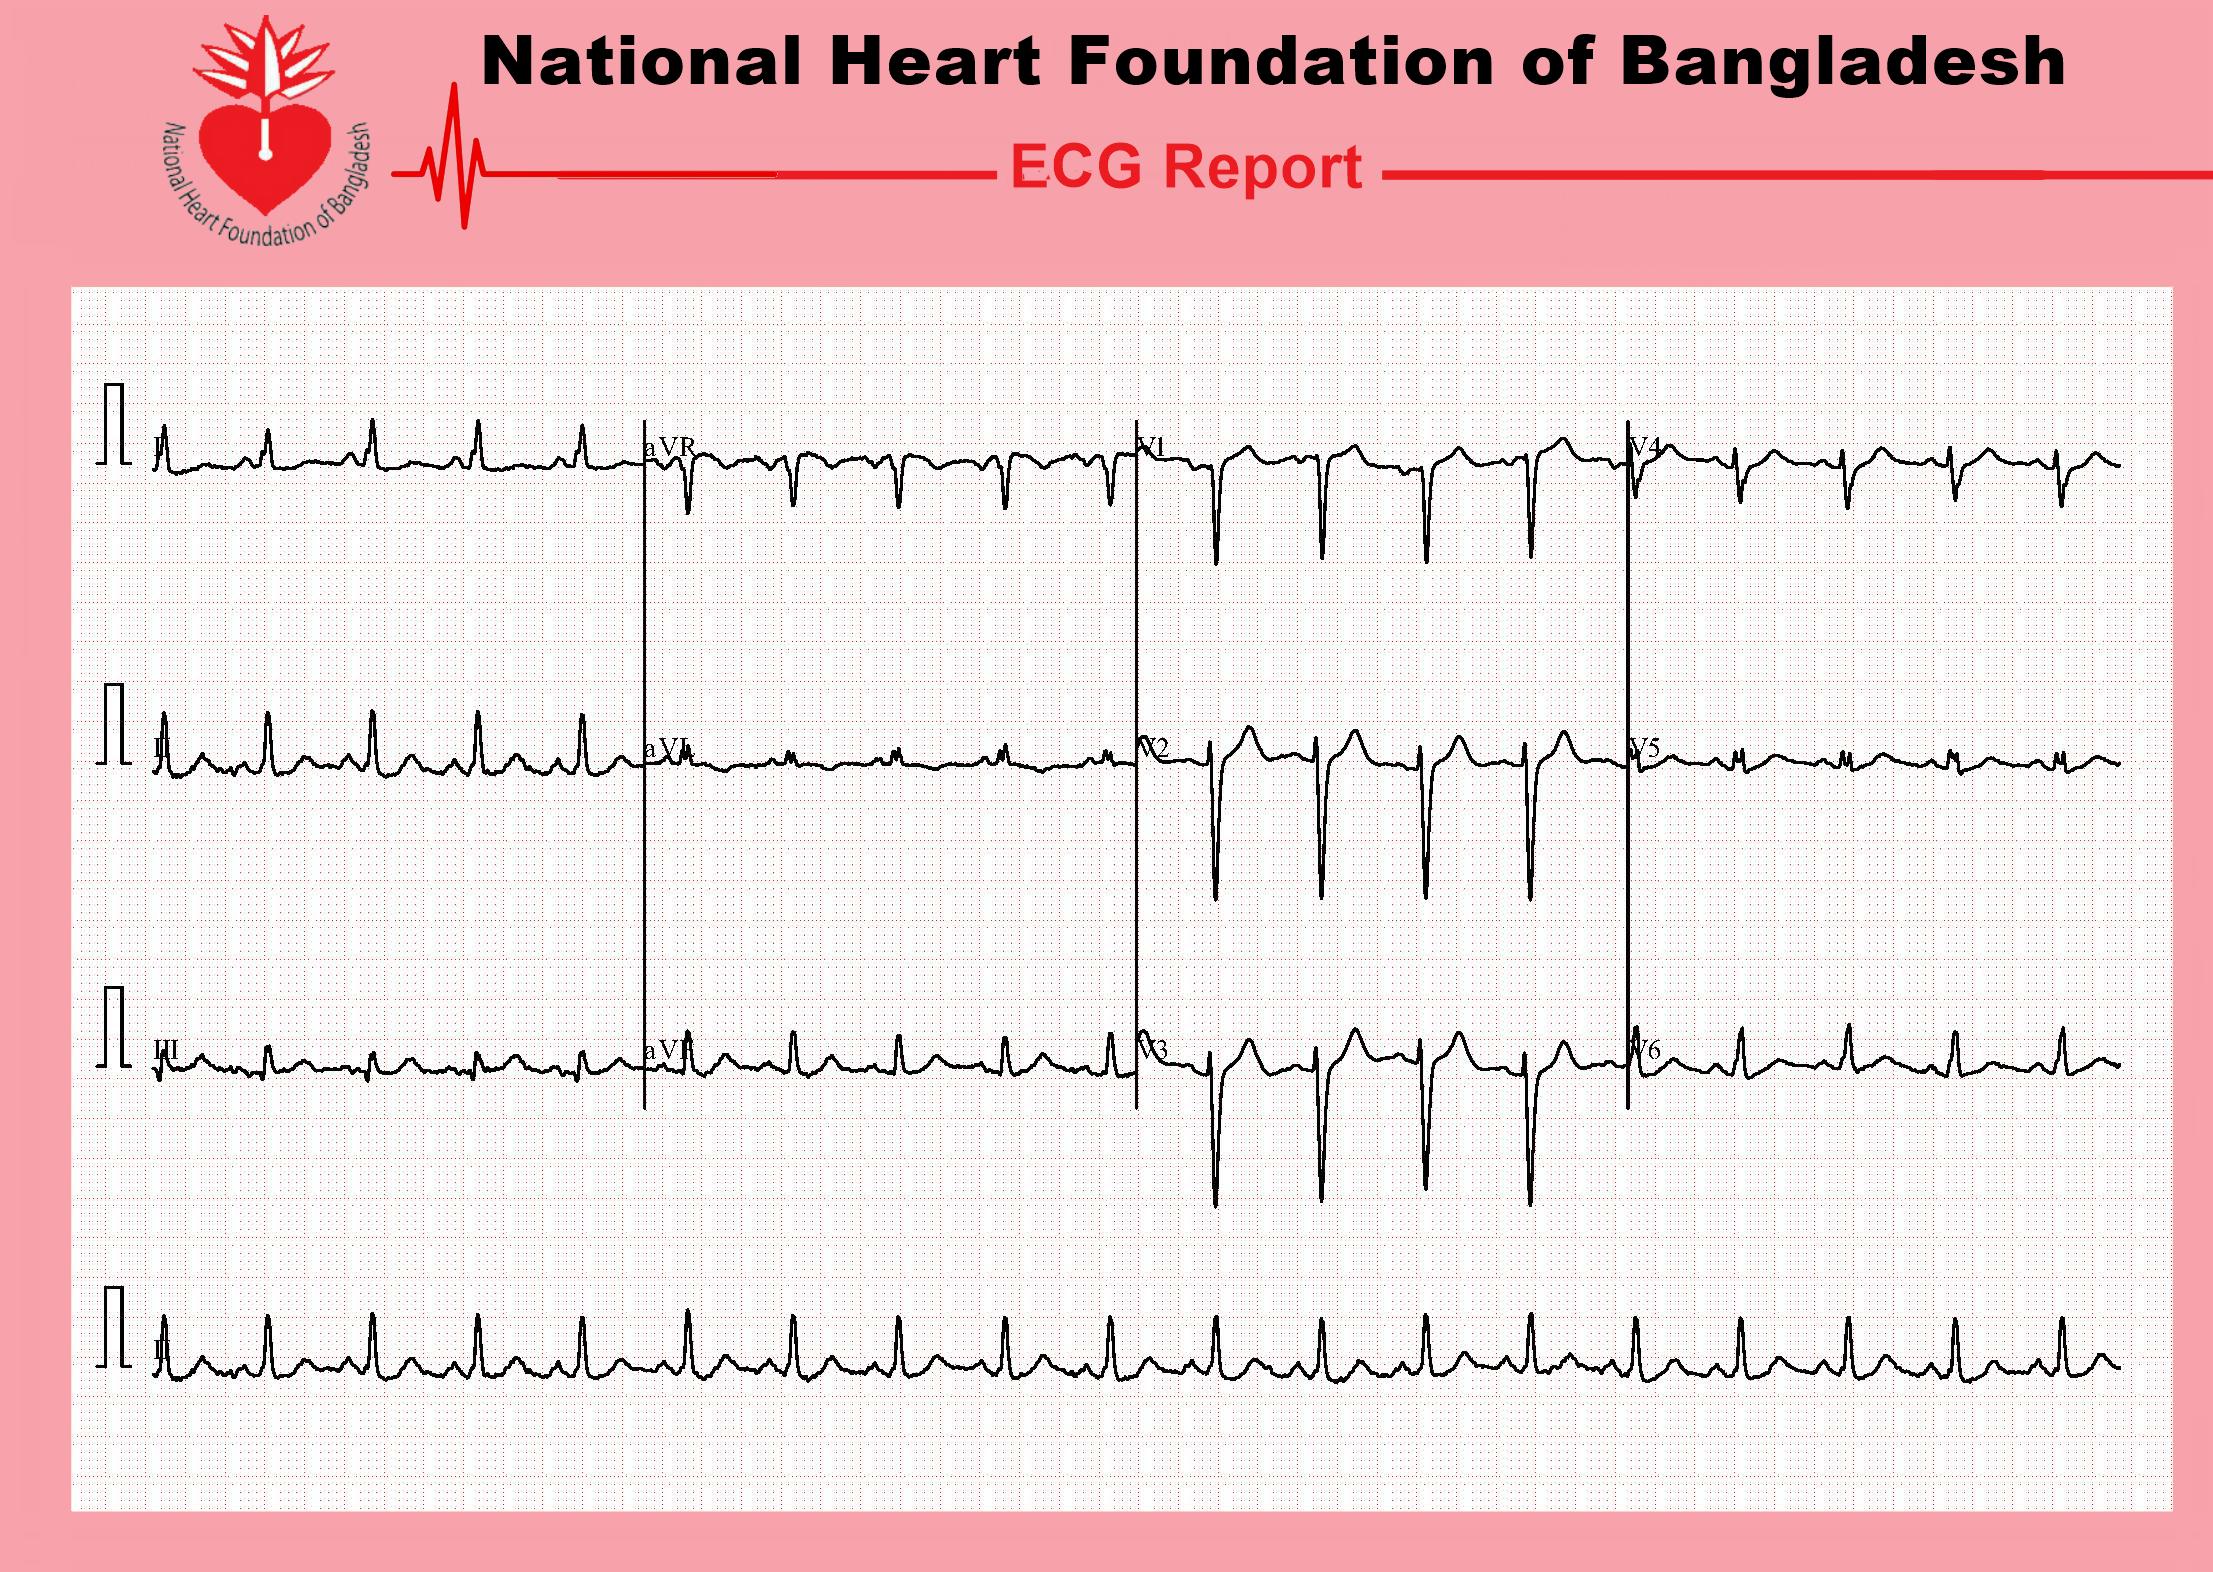 National Heart Foundation of Bangladesh
National Heart Foundation of Bangladesh
ECG Report
I aVR V1 V4
II aVL V2 V5
III aVF V3 V6
II